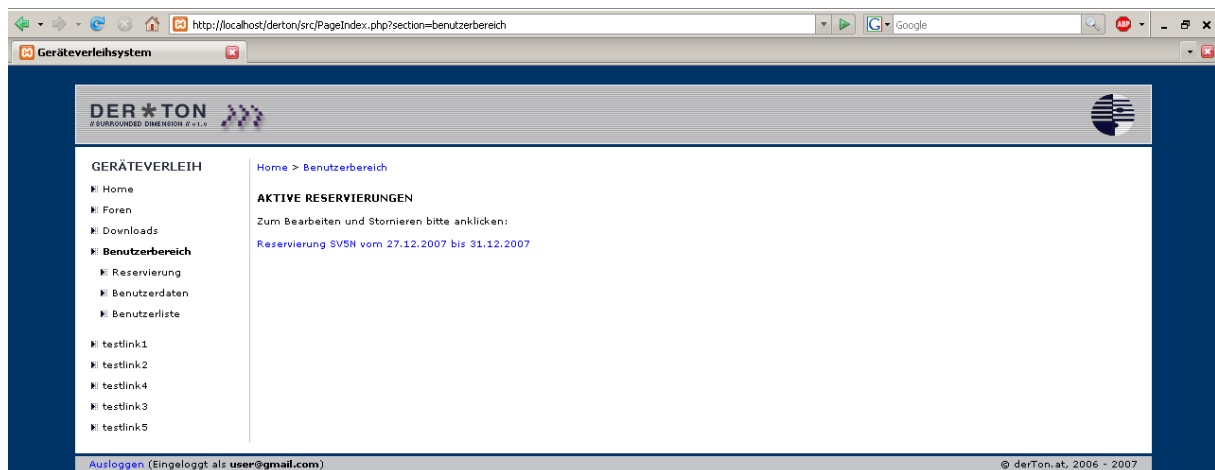 http://localhost/derton/src/PageIndex.php?section=benutzerbereich
G Google
ABP
Geräteverleihsystem
DER*TON
// SURROUNDED DIMENSION // v1.0
GERÄTEVERLEIH
Home
Foren
Downloads
Benutzerbereich
Reservierung
Benutzerdaten
Benutzerliste
testlink1
testlink2
testlink4
testlink3
testlink5
Home > Benutzerbereich
AKTIVE RESERVIERUNGEN
Zum Bearbeiten und Stornieren bitte anklicken:
Reservierung SV5N vom 27.12.2007 bis 31.12.2007
Ausloggen (Eingeloggt als user@gmail.com)
© derTon.at, 2006 - 2007